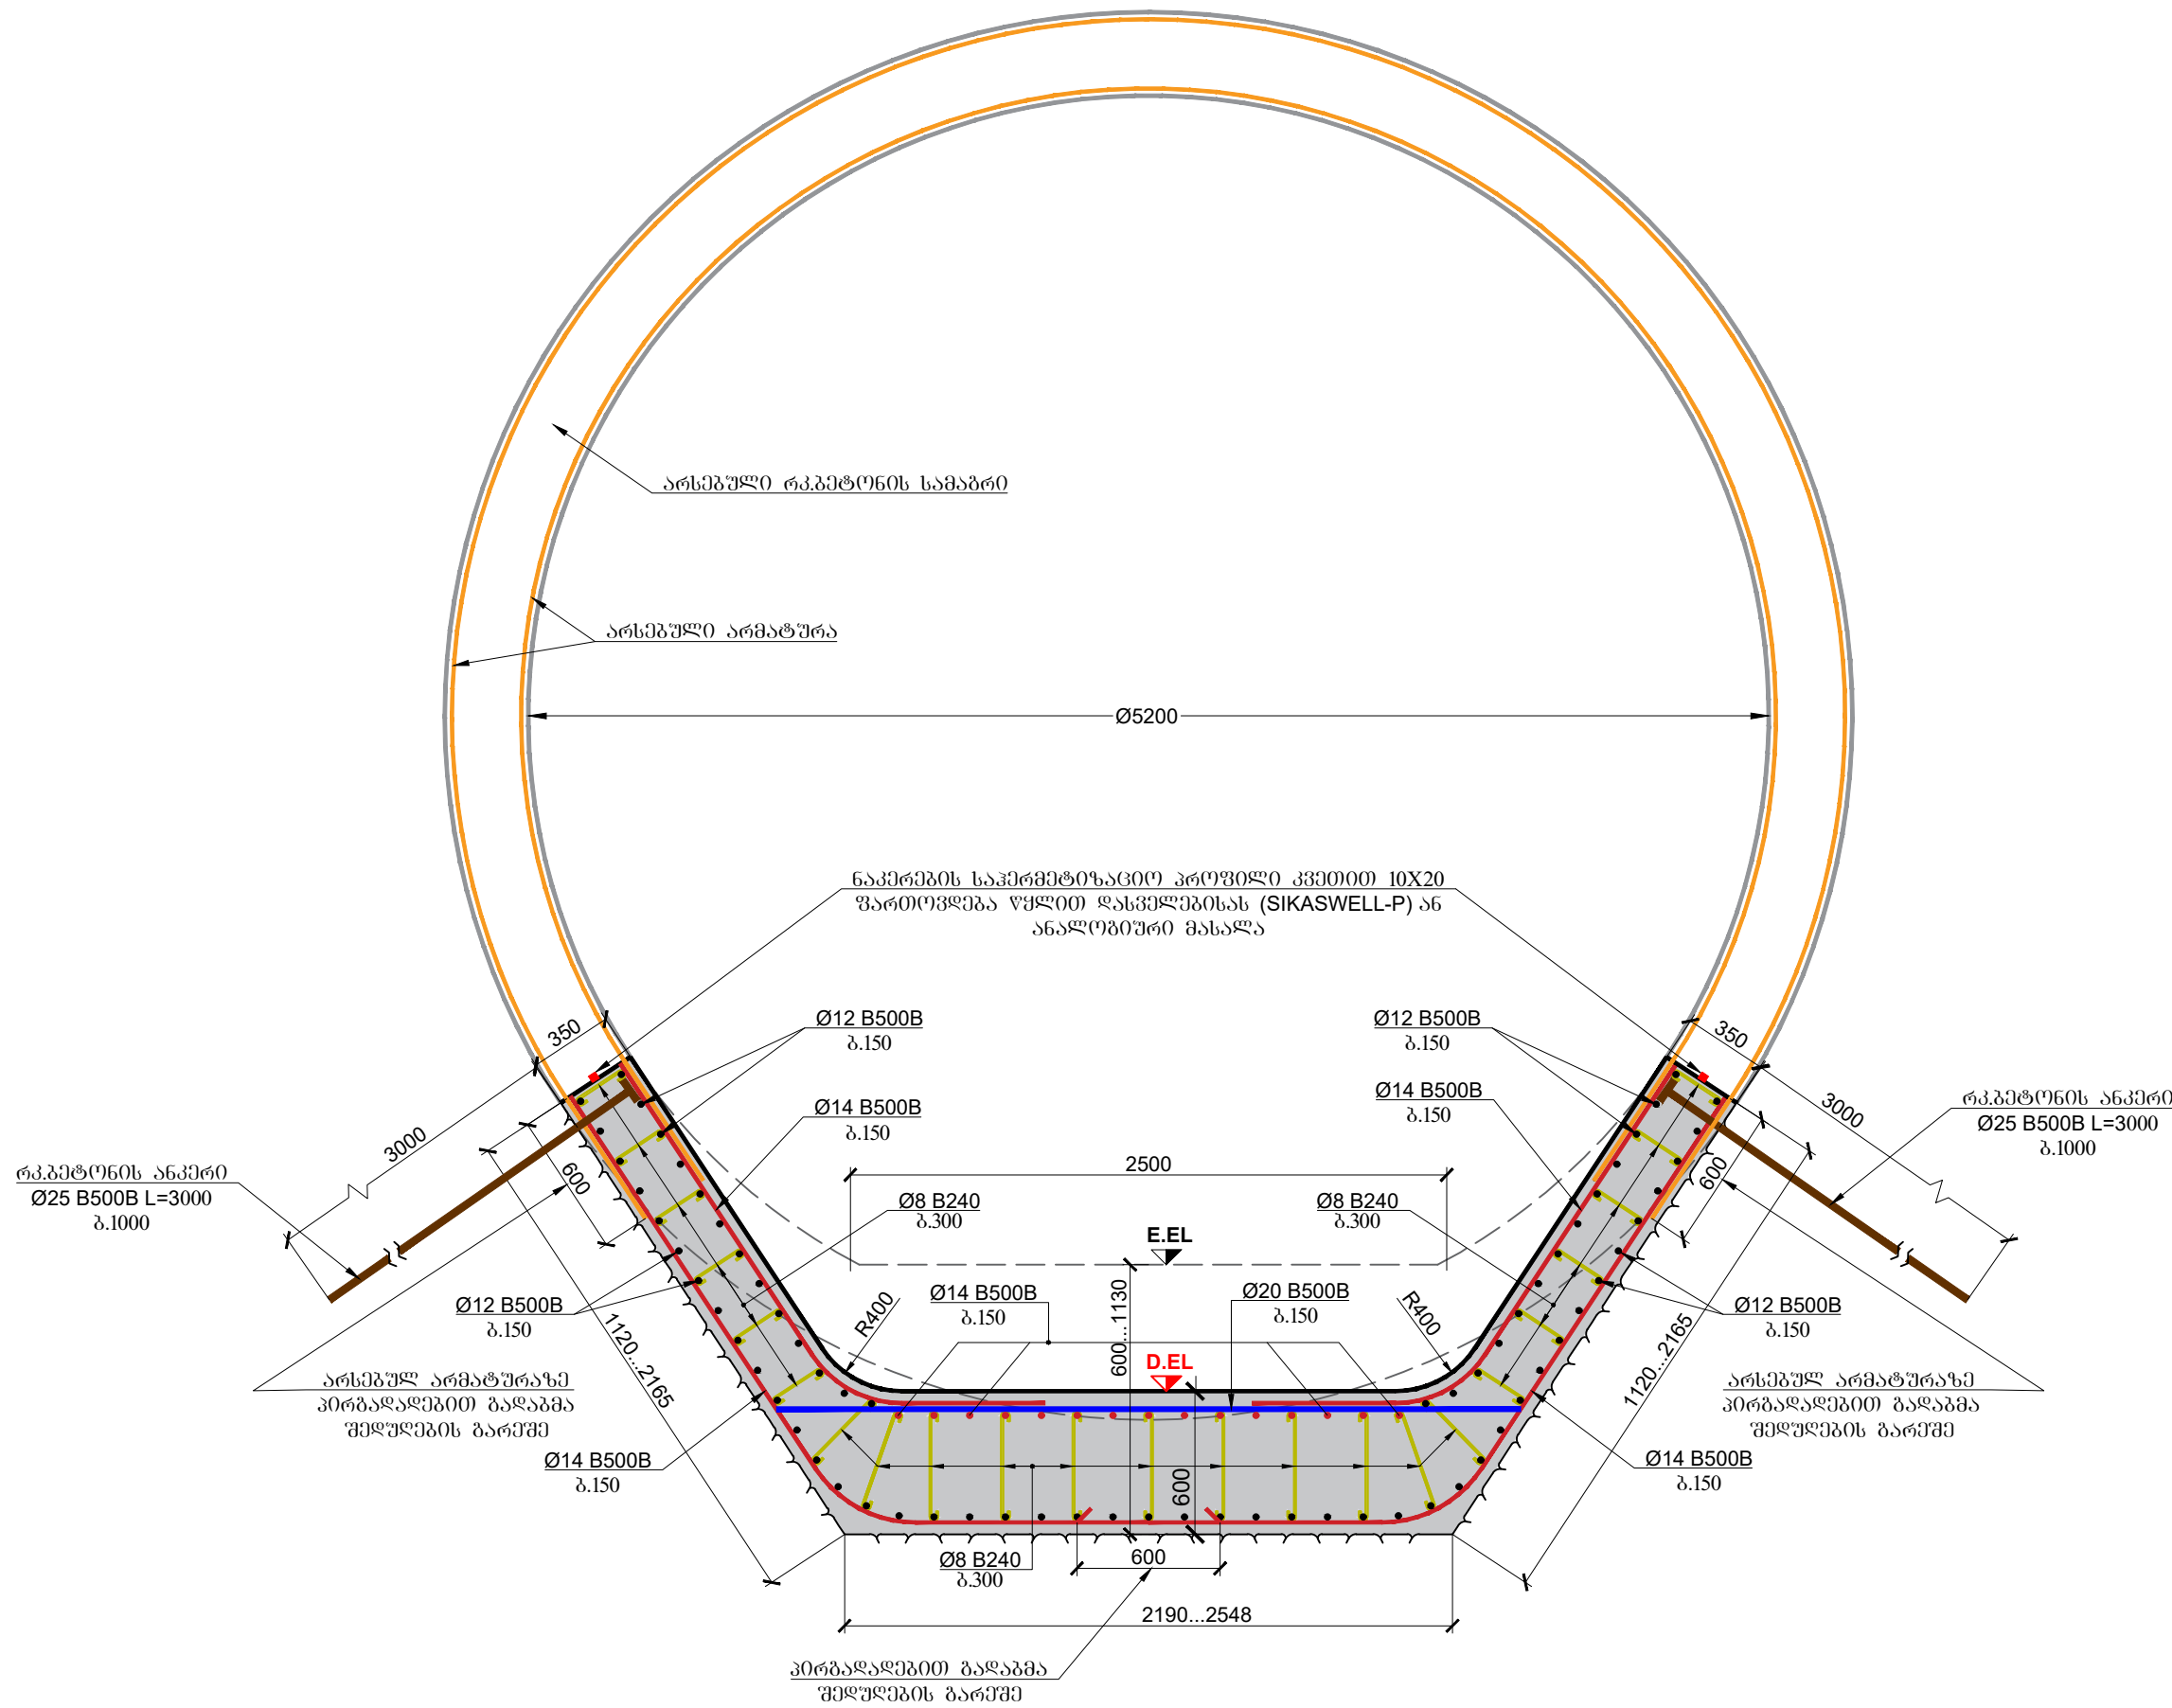 არსებული რკ.ბეტონის სამაგრი
არსებული არმატურა
Ø5200
ნაკერების საჰერმეტიზაციო პროფილი კვეთით 10X20
ფართოვდება წყლით დასველებისას (SIKASWELL-P) ან
ანალოგიური მასალა
350
Ø12 B500B
ბ.150
Ø12 B500B
ბ.150
350
3000
Ø14 B500B
ბ.150
Ø14 B500B
ბ.150
3000
რკ.ბეტონის ანკერი
Ø25 B500B L=3000
ბ.1000
რკ.ბეტონის ანკერი
Ø25 B500B L=3000
ბ.1000
600
2500
600
Ø8 B240
ბ.300
Ø8 B240
ბ.300
E.EL
Ø12 B500B
ბ.150
1120...2165
R400
Ø14 B500B
ბ.150
600...1130
Ø20 B500B
ბ.150
R400
Ø12 B500B
ბ.150
1120...2165
D.EL
არსებულ არმატურაზე
პირგადადებით გადაბმა
შედუღების გარეშე
არსებულ არმატურაზე
პირგადადებით გადაბმა
შედუღების გარეშე
Ø14 B500B
ბ.150
600
Ø14 B500B
ბ.150
Ø8 B240
ბ.300
600
2190...2548
პირგადადებით გადაბმა
შედუღების გარეშე